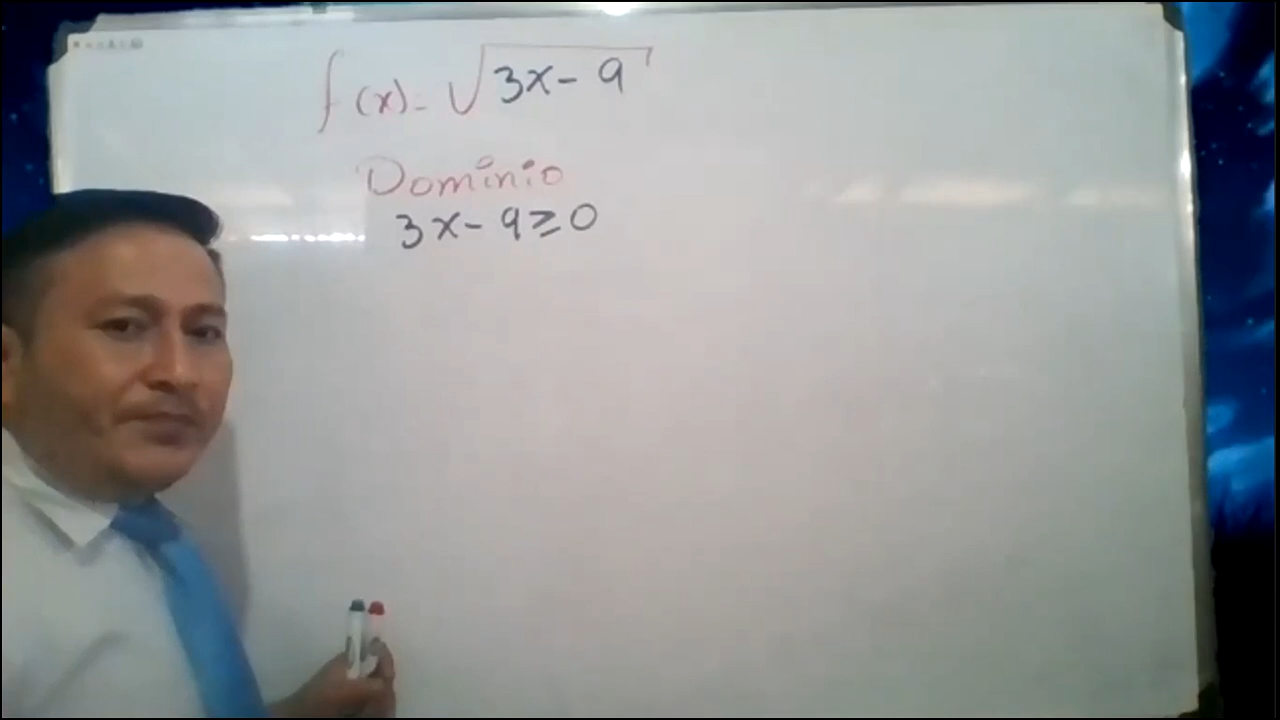 f(x)= √3x-9
Dominio
3x-9≥0